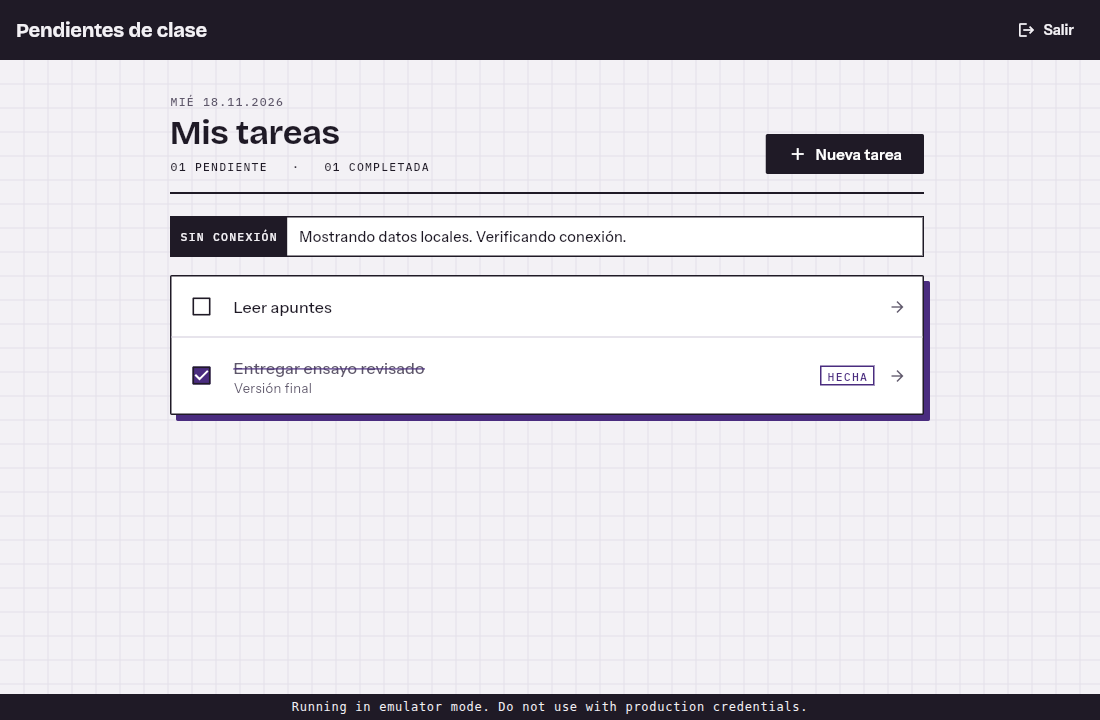 Pendientes de clase
Salir
MIÉ 18.11.2026
Mis tareas
01 PENDIENTE · 01 COMPLETADA
Nueva tarea
SIN CONEXIÓN Mostrando datos locales. Verificando conexión.
Leer apuntes
Entregar ensayo revisado
Versión final
HECHA
Running in emulator mode. Do not use with production credentials.